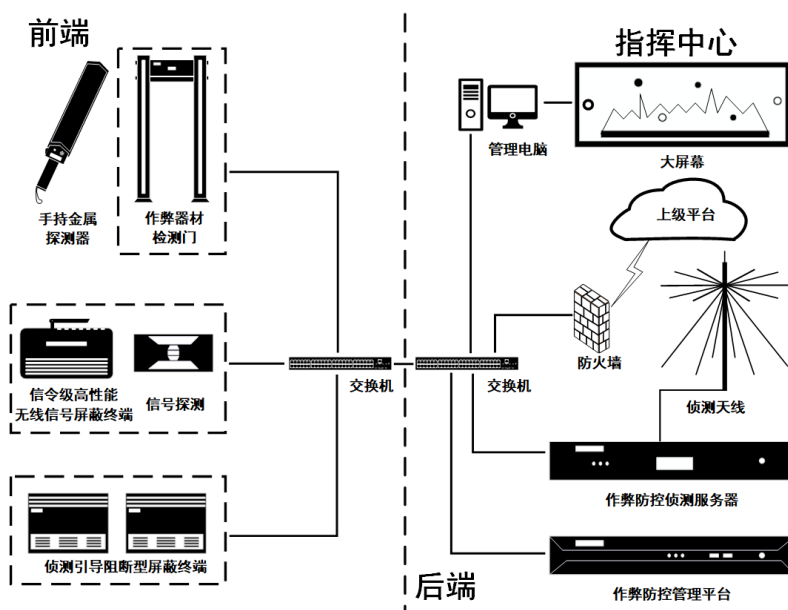 前端
指挥中心
管理电脑
大屏幕
手持金属
探测器
作弊器材
检测门
上级平台
防火墙
信令级高性能
无线信号屏蔽终端
信号探测
交换机
交换机
侦测天线
作弊防控侦测服务器
侦测引导阻断型屏蔽终端
后端
作弊防控管理平台